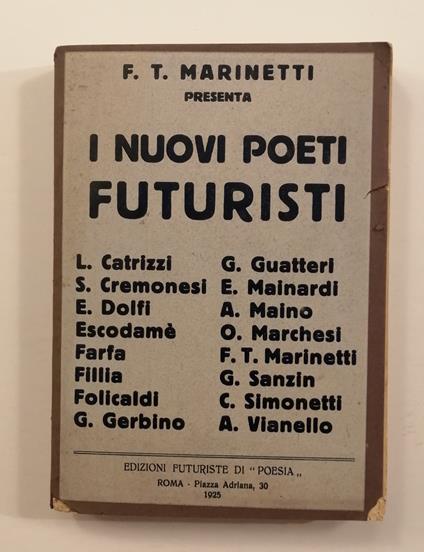 F. T. MARINETTI
PRESENTA
I NUOVI POETI
FUTURISTI
L. Catrizzi
S. Cremonesi
E. Dolfi
Escodamè
Farfa
Fillia
Folicaldi
G. Gerbino
G. Guatteri
E. Mainardi
A. Maino
O. Marchesi
F. T. Marinetti
G. Sanzin
C. Simonetti
A. Vianello
EDIZIONI FUTURISTE DI "POESIA„
ROMA - Piazza Adriana, 30
1925